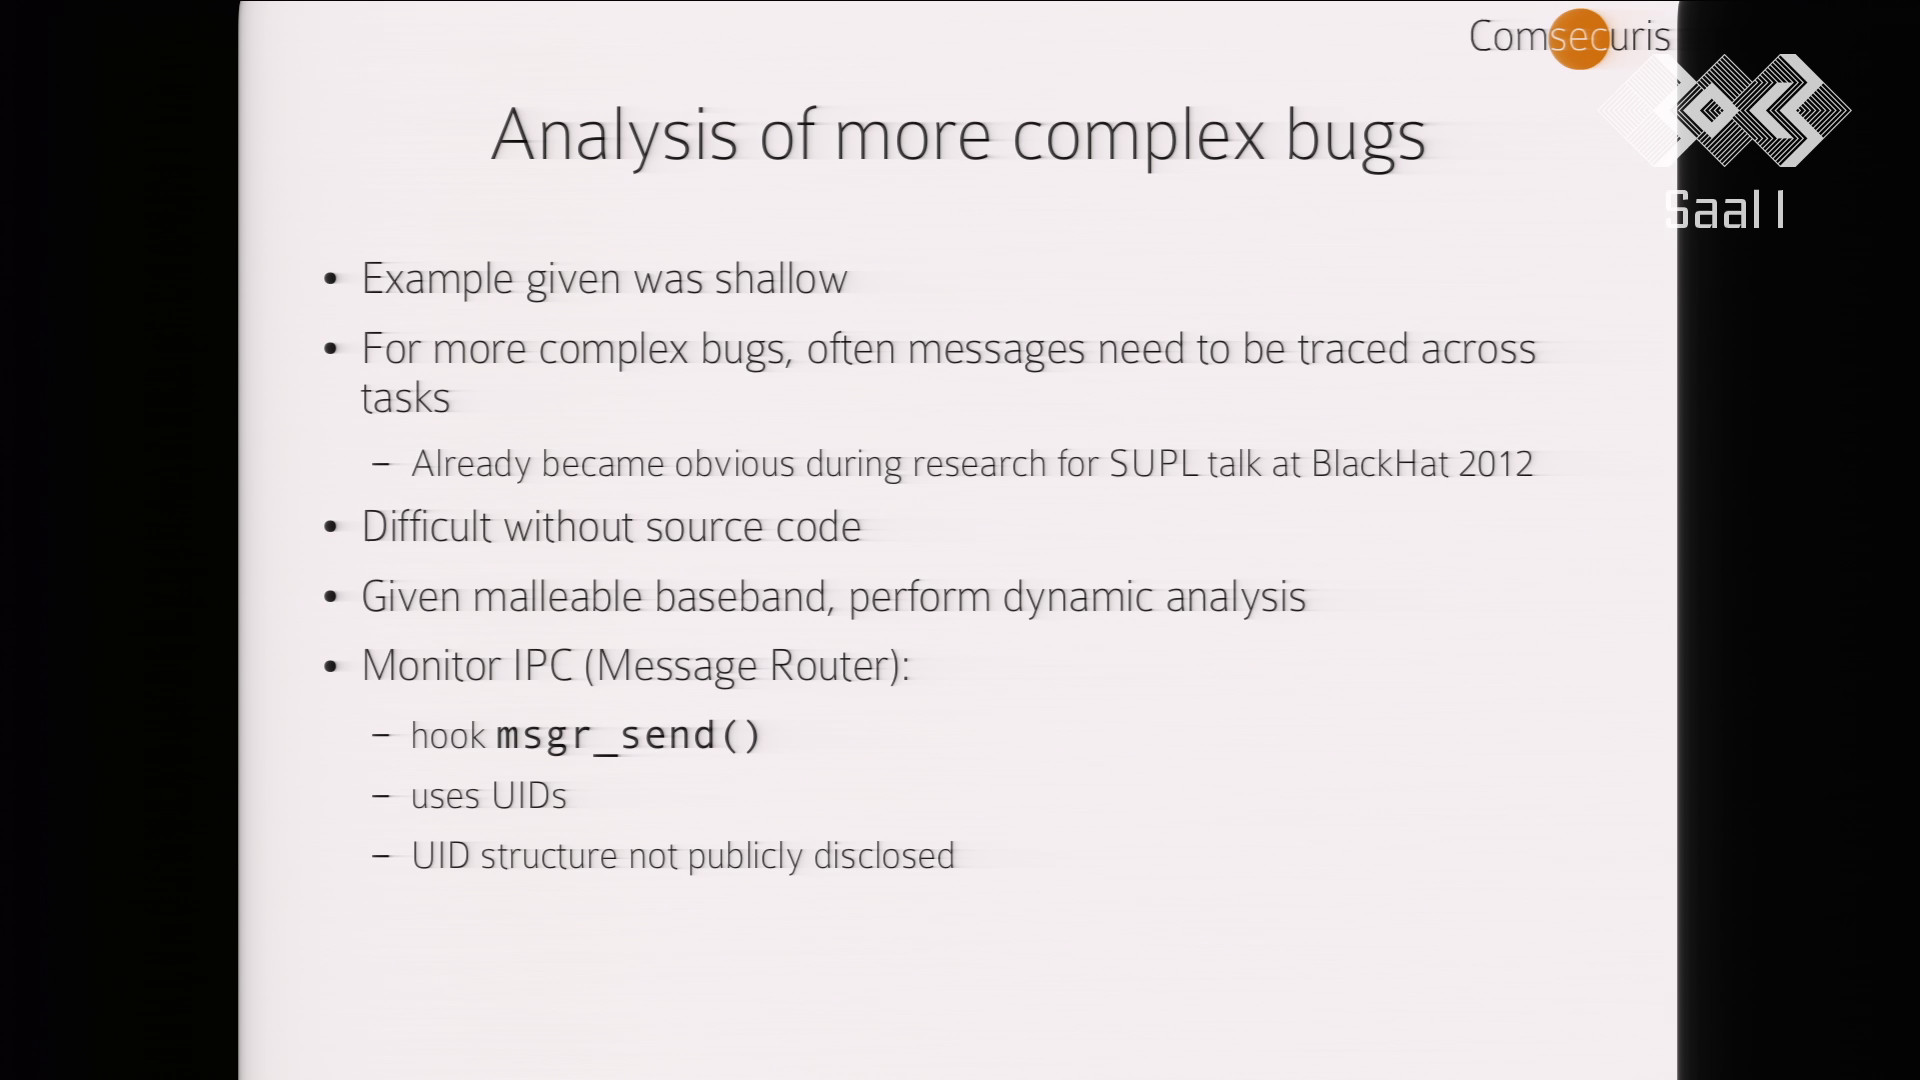 Comsecuris
Analysis of more complex bugs
Saal 1
• Example given was shallow
• For more complex bugs, often messages need to be traced across
tasks
– Already became obvious during research for SUPL talk at BlackHat 2012
• Difficult without source code
• Given malleable baseband, perform dynamic analysis
• Monitor IPC (Message Router):
– hook msgr_send()
– uses UIDs
– UID structure not publicly disclosed